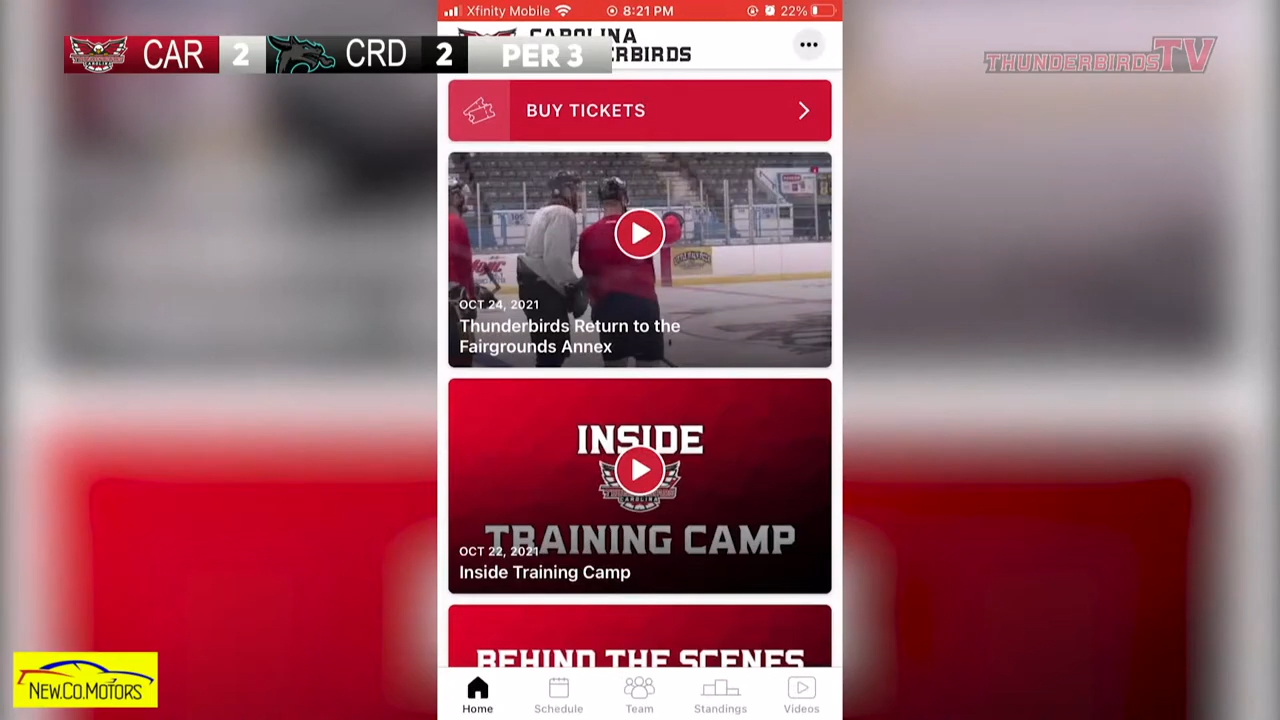 CAR 2 CRD 2 PER 3
THUNDERBIRDSTV
Xfinity Mobile 8:21 PM 22%
CAROLINA
ERBIRDS
BUY TICKETS
OCT 24, 2021
Thunderbirds Return to the
Fairgrounds Annex
INSIDE
CAROLINA
TRAINING CAMP
OCT 22, 2021
Inside Training Camp
BEHIND THE SCENES
Home Schedule Team Standings Videos
NEW.CO.MOTORS